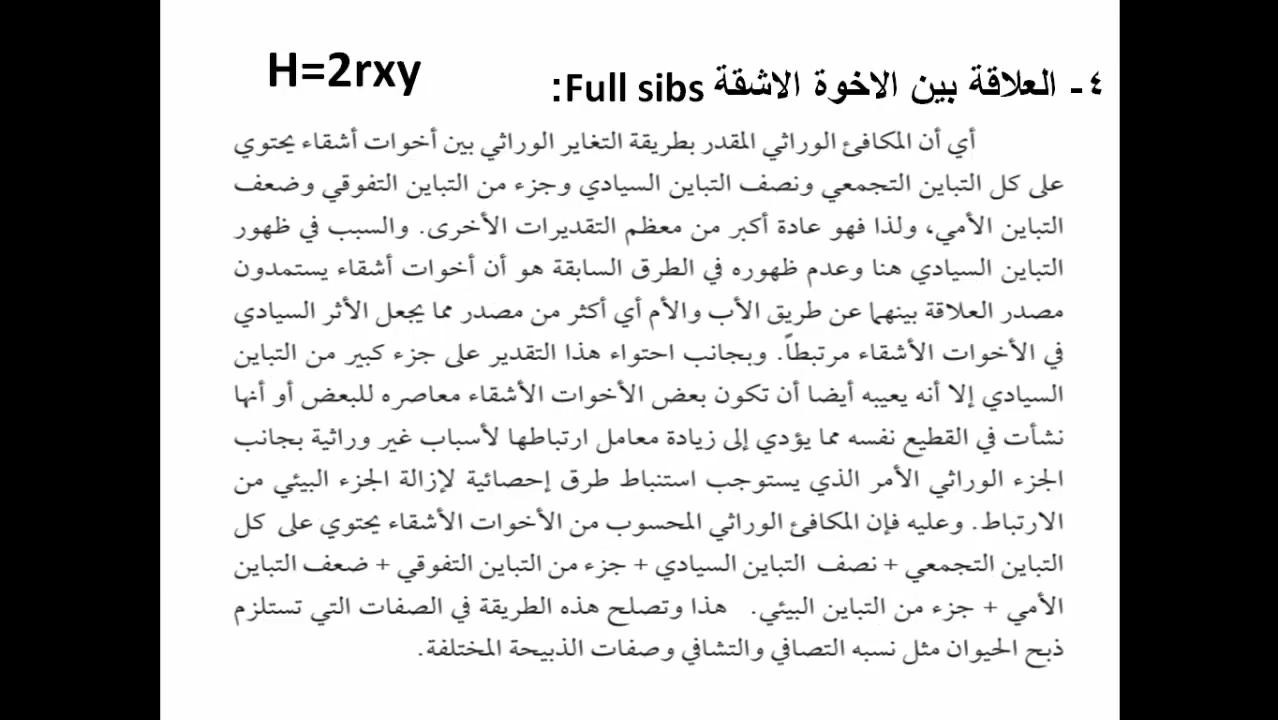 H=2rxy
٤- العلاقة بين الاخوة الاشقة Full sibs:
أي أن المكافئ الوراثي المقدر بطريقة التغاير الوراثي بين أخوات أشقاء يحتوي
على كل التباين التجمعي ونصف التباين السيادي وجزء من التباين التفوقي وضعف
التباين الأمي، ولذا فهو عادة أكبر من معظم التقديرات الأخرى. والسبب في ظهور
التباين السيادي هنا وعدم ظهوره في الطرق السابقة هو أن أخوات أشقاء يستمدون
مصدر العلاقة بينهما عن طريق الأب والأم أي أكثر من مصدر مما يجعل الأثر السيادي
في الأخوات الأشقاء مرتبطاً. وبجانب احتواء هذا التقدير على جزء كبير من التباين
السيادي إلا أنه يعيبه أيضا أن تكون بعض الأخوات الأشقاء معاصره للبعض أو أنها
نشأت في القطيع نفسه مما يؤدي إلى زيادة معامل ارتباطها لأسباب غير وراثية بجانب
الجزء الوراثي الأمر الذي يستوجب استنباط طرق إحصائية لإزالة الجزء البيئي من
الارتباط. وعليه فإن المكافئ الوراثي المحسوب من الأخوات الأشقاء يحتوي على كل
التباين التجمعي + نصف التباين السيادي + جزء من التباين التفوقي + ضعف التباين
الأمي + جزء من التباين البيئي. هذا وتصلح هذه الطريقة في الصفات التي تستلزم
ذبح الحيوان مثل نسبه التصافي والتشافي وصفات الذبيحة المختلفة.